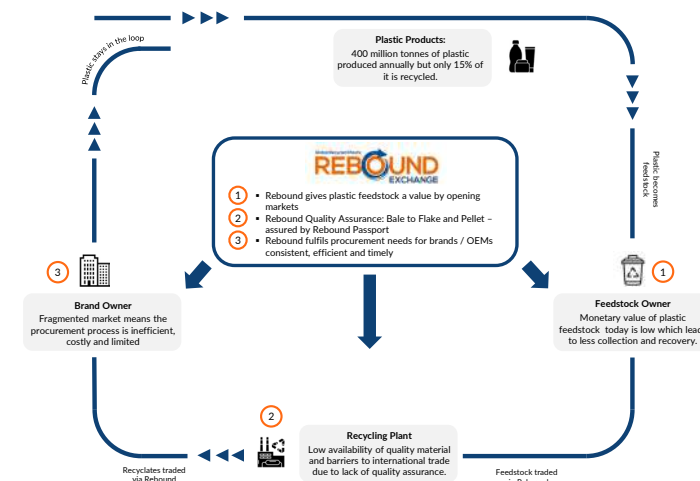 Plastic stays in the loop
Plastic Products:
400 million tonnes of plastic
produced annually but only 15% of
it is recycled.
Plastic becomes
feedstock
REBOUND
EXCHANGE
1 ▪ Rebound gives plastic feedstock a value by opening
markets
2 ▪ Rebound Quality Assurance: Bale to Flake and Pellet –
assured by Rebound Passport
3 ▪ Rebound fulfils procurement needs for brands / OEMs
consistent, efficient and timely
3
Brand Owner
Fragmented market means the
procurement process is inefficient,
costly and limited
1
Feedstock Owner
Monetary value of plastic
feedstock today is low which lead
to less collection and recovery.
2
Recycling Plant
Low availability of quality material
and barriers to international trade
due to lack of quality assurance.
Recyclates traded
via Rebound
Feedstock traded